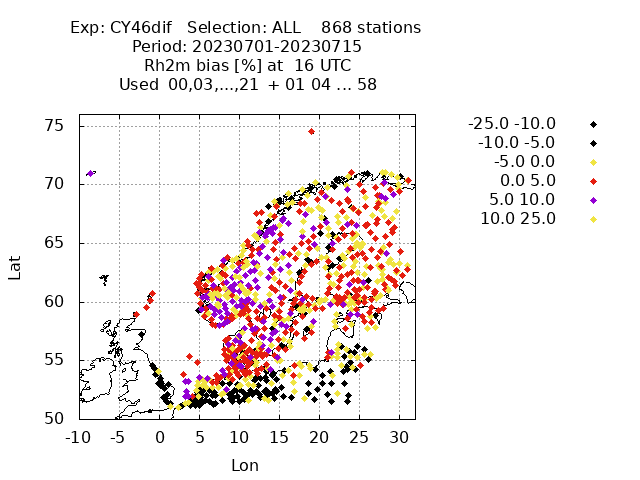 Exp: CY46dif   Selection: ALL    868 stations
Period: 20230701-20230715
Rh2m bias [%] at  16 UTC
Used  00,03,...,21  + 01 04 ... 58
-25.0 -10.0
-10.0 -5.0
-5.0 0.0
0.0 5.0
5.0 10.0
10.0 25.0
75
70
65
60
55
50
Lat
-10 -5 0 5 10 15 20 25 30
Lon